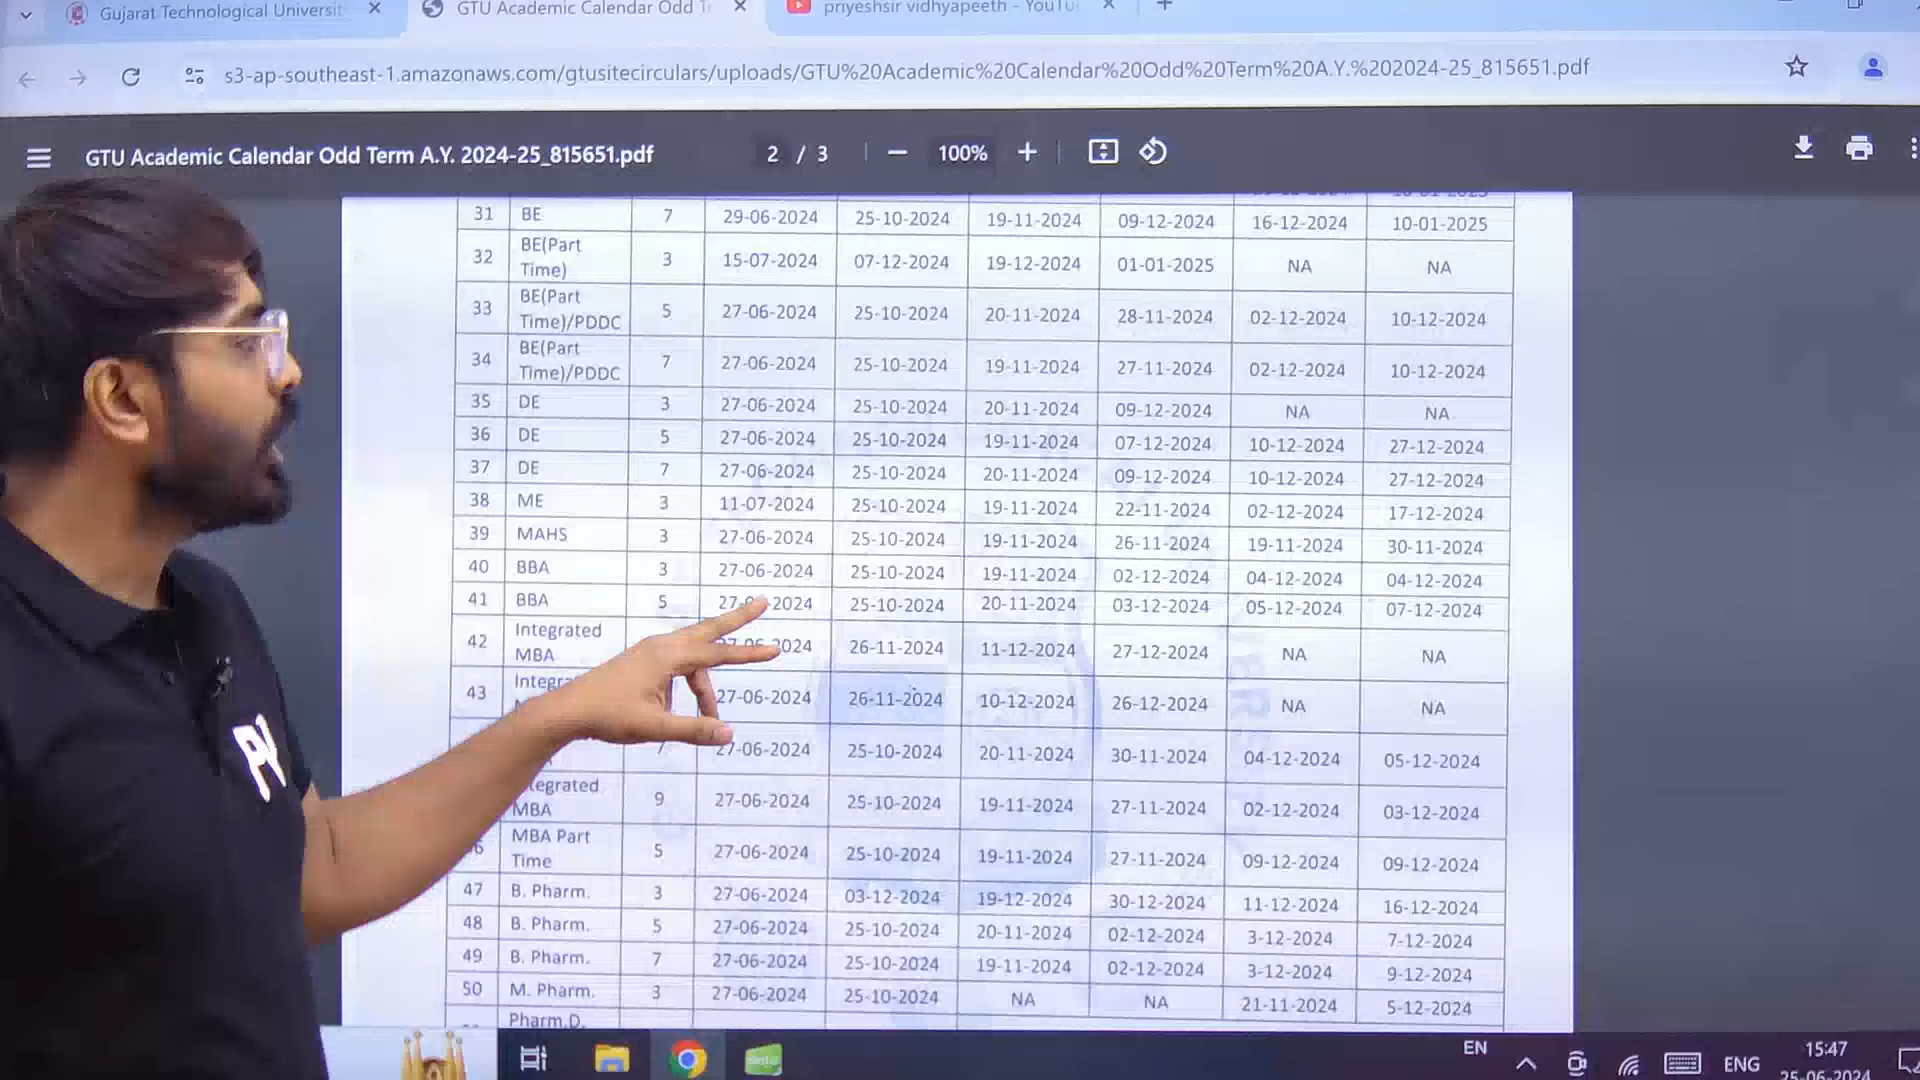 Gujarat Technological Universit
GTU Academic Calendar Odd T
priyeshsir vidhyapeeth - YouTu
s3-ap-southeast-1.amazonaws.com/gtusitecirculars/uploads/GTU%20Academic%20Calendar%20Odd%20Term%20A.Y.%202024-25_815651.pdf
GTU Academic Calendar Odd Term A.Y. 2024-25_815651.pdf
2 / 3
100%
31 BE 7 29-06-2024 25-10-2024 19-11-2024 09-12-2024 16-12-2024 10-01-2025
32 BE(Part Time) 3 15-07-2024 07-12-2024 19-12-2024 01-01-2025 NA NA
33 BE(Part Time)/PDDC 5 27-06-2024 25-10-2024 20-11-2024 28-11-2024 02-12-2024 10-12-2024
34 BE(Part Time)/PDDC 7 27-06-2024 25-10-2024 19-11-2024 27-11-2024 02-12-2024 10-12-2024
35 DE 3 27-06-2024 25-10-2024 20-11-2024 09-12-2024 NA NA
36 DE 5 27-06-2024 25-10-2024 19-11-2024 07-12-2024 10-12-2024 27-12-2024
37 DE 7 27-06-2024 25-10-2024 20-11-2024 09-12-2024 10-12-2024 27-12-2024
38 ME 3 11-07-2024 25-10-2024 19-11-2024 22-11-2024 02-12-2024 17-12-2024
39 MAHS 3 27-06-2024 25-10-2024 19-11-2024 26-11-2024 19-11-2024 30-11-2024
40 BBA 3 27-06-2024 25-10-2024 19-11-2024 02-12-2024 04-12-2024 04-12-2024
41 BBA 5 25-10-2024 20-11-2024 03-12-2024 05-12-2024 07-12-2024
42 Integrated MBA 26-11-2024 11-12-2024 27-12-2024 NA NA
43 Integra 27-06-2024 26-11-2024 10-12-2024 26-12-2024 NA NA
7 27-06-2024 25-10-2024 20-11-2024 30-11-2024 04-12-2024 05-12-2024
tegrated MBA 9 27-06-2024 25-10-2024 19-11-2024 27-11-2024 02-12-2024 03-12-2024
6 MBA Part Time 5 27-06-2024 25-10-2024 19-11-2024 27-11-2024 09-12-2024 09-12-2024
47 B. Pharm. 3 27-06-2024 03-12-2024 19-12-2024 30-12-2024 11-12-2024 16-12-2024
48 B. Pharm. 5 27-06-2024 25-10-2024 20-11-2024 02-12-2024 3-12-2024 7-12-2024
49 B. Pharm. 7 27-06-2024 25-10-2024 19-11-2024 02-12-2024 3-12-2024 9-12-2024
50 M. Pharm. 3 27-06-2024 25-10-2024 NA NA 21-11-2024 5-12-2024
Pharm.D.
PV
EN
ENG
15:47
25-06-2024